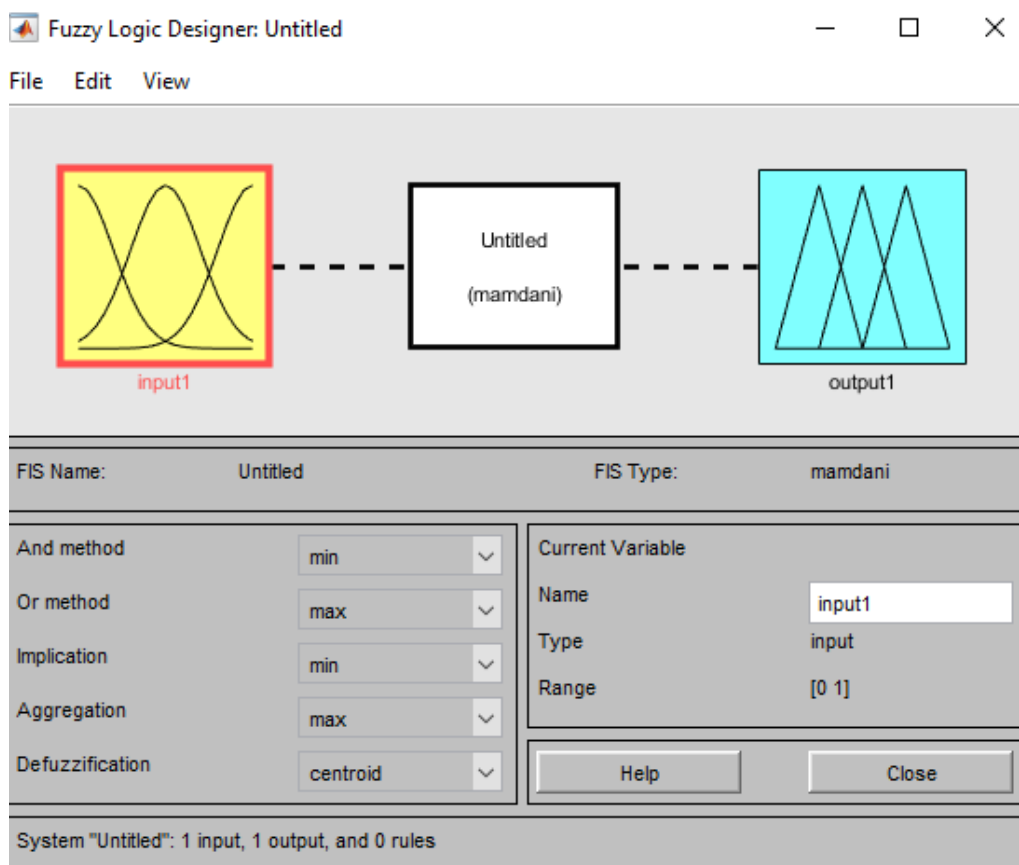 Fuzzy Logic Designer: Untitled
File Edit View
Untitled
(mamdani)
input1
output1
FIS Name: Untitled FIS Type: mamdani
And method min
Or method max
Implication min
Aggregation max
Defuzzification centroid
Current Variable
Name input1
Type input
Range [0 1]
Help Close
System "Untitled": 1 input, 1 output, and 0 rules